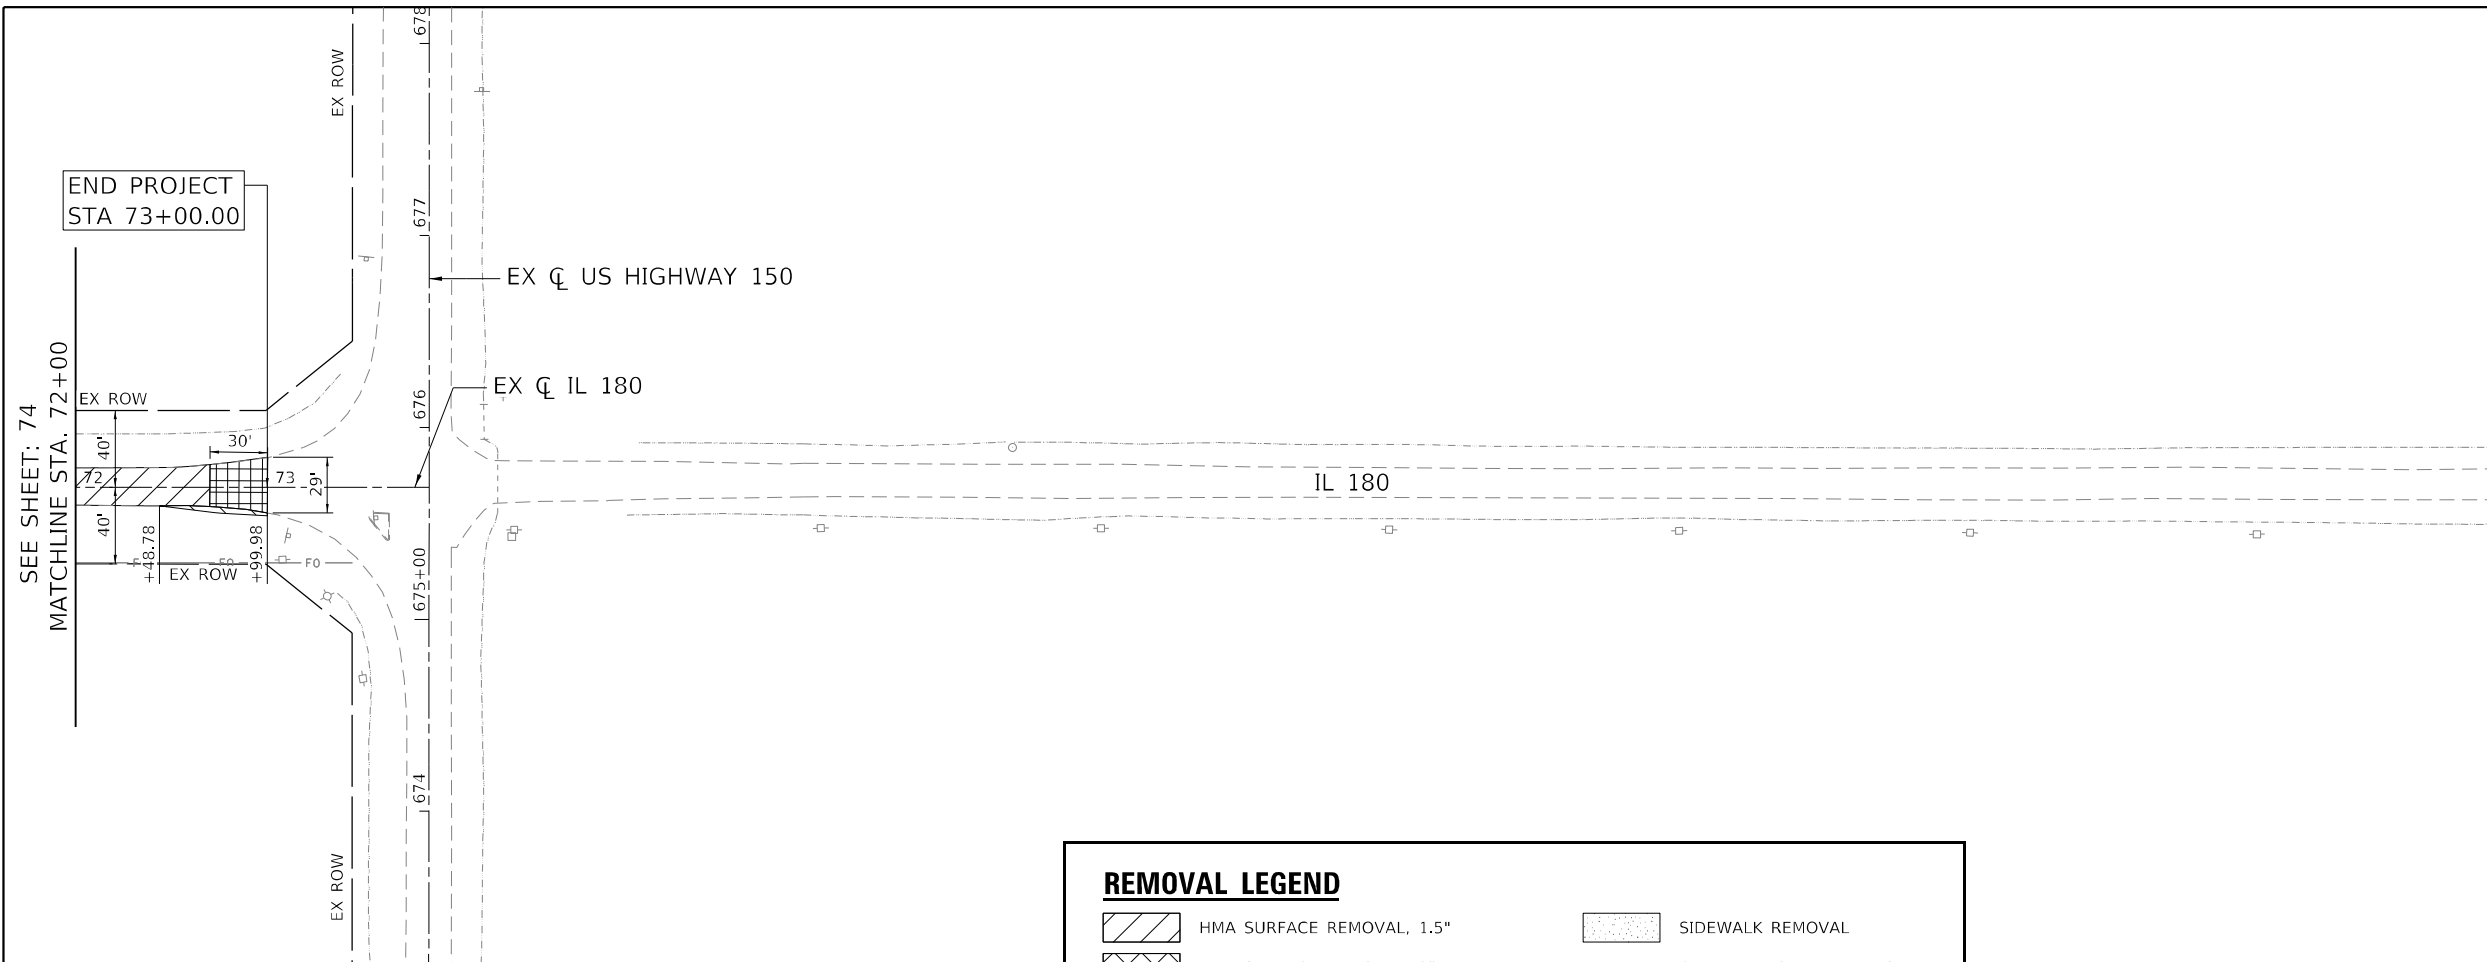 678
EX ROW
END PROJECT
STA 73+00.00
677
EX ℄ US HIGHWAY 150
EX ℄ IL 180
676
SEE SHEET: 74
MATCHLINE STA. 72+00
EX ROW
40'
30'
72
73
29'
IL 180
40'
+48.78
+99.98
FO
FO
EX ROW
675+00
674
EX ROW
REMOVAL LEGEND
HMA SURFACE REMOVAL, 1.5"
SIDEWALK REMOVAL